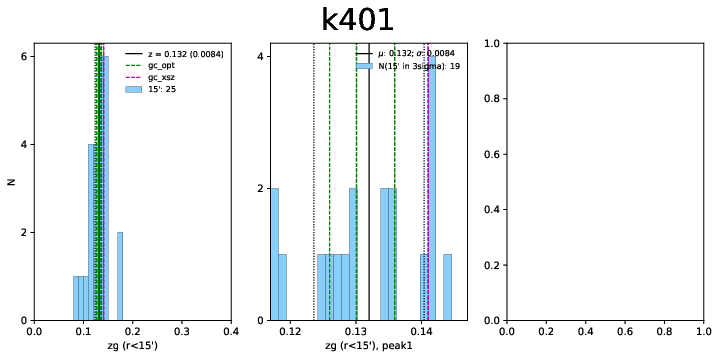 k401
z = 0.132 (0.0084)
gc_opt
gc_xsz
15': 25
N
6
4
2
0
0.0 0.1 0.2 0.3 0.4
zg (r<15')
μ: 0.132; σ: 0.0084
N(15' in 3sigma): 19
4
2
0
0.12 0.13 0.14
zg (r<15'), peak1
1.0
0.8
0.6
0.4
0.2
0.0
0.0 0.2 0.4 0.6 0.8 1.0